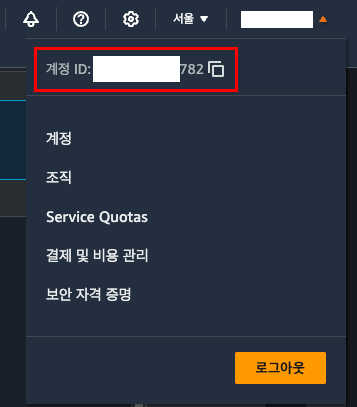 서울 ▼
계정 ID: 782
계정
조직
Service Quotas
결제 및 비용 관리
보안 자격 증명
로그아웃